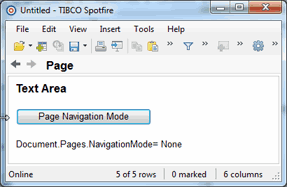 Untitled - TIBCO Spotfire
File Edit View Insert Tools Help
Page
Text Area
Page Navigation Mode
Document.Pages.NavigationMode= None
Online 5 of 5 rows 0 marked 6 columns